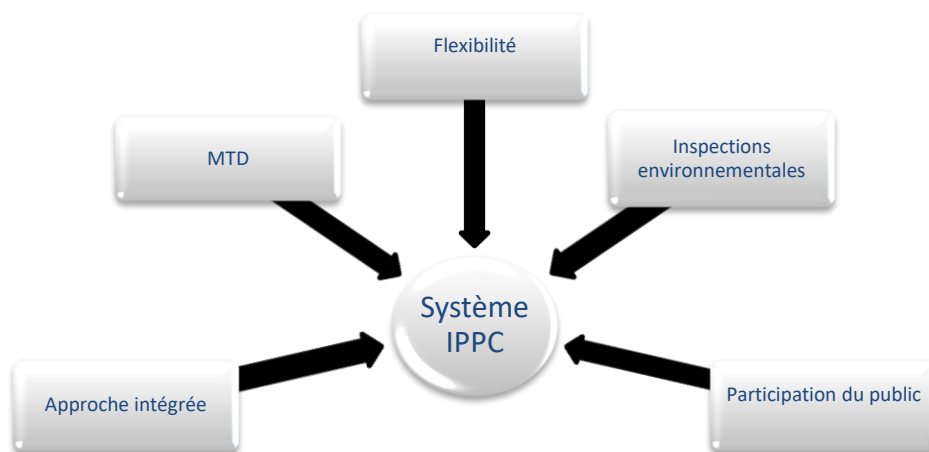 Flexibilité
MTD
Inspections
environnementales
Système
IPPC
Approche intégrée
Participation du public